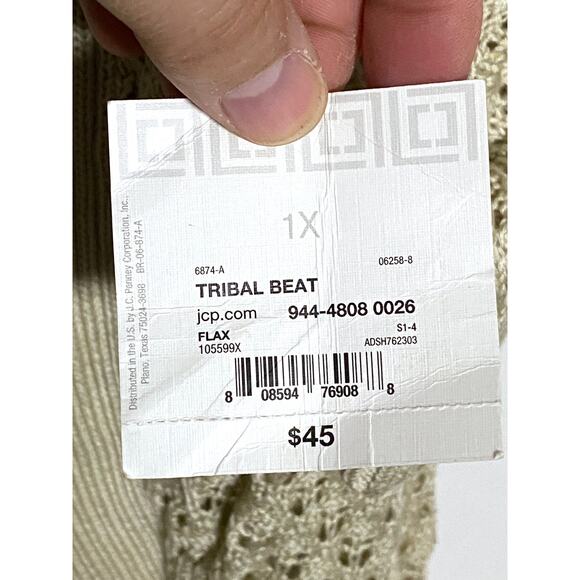 1X
6874-A 06258-8
TRIBAL BEAT
jcp.com 944-4808 0026
FLAX S1-4
105599X ADSH762303
8 08594 76908 8
$45
Distributed in the U.S. by J.C. Penney Corporation, Inc.,
Plano, Texas 75024-3698 BR-06-874-A